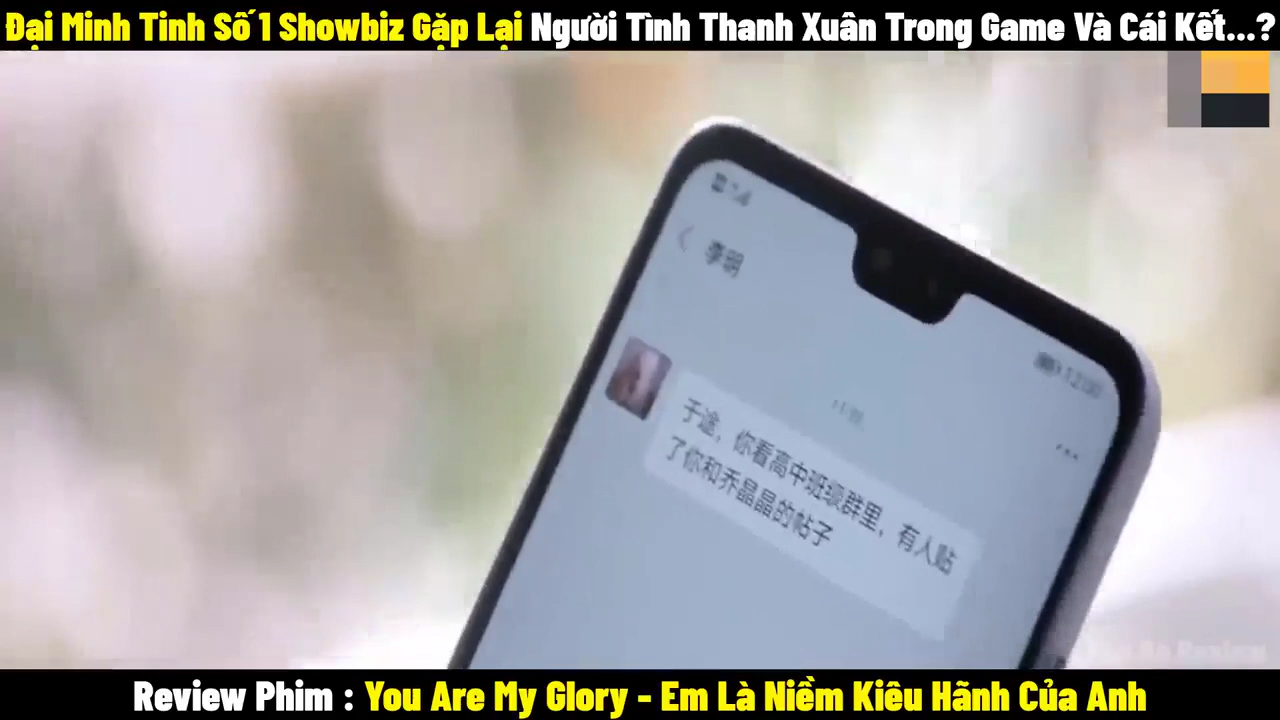 Đại Minh Tinh Số 1 Showbiz Gặp Lại Người Tình Thanh Xuân Trong Game Và Cái Kết...?
李明
于途，你看高中班级群里，有人贴
了你和乔晶晶的帖子
Review Phim : You Are My Glory - Em Là Niềm Kiêu Hãnh Của Anh